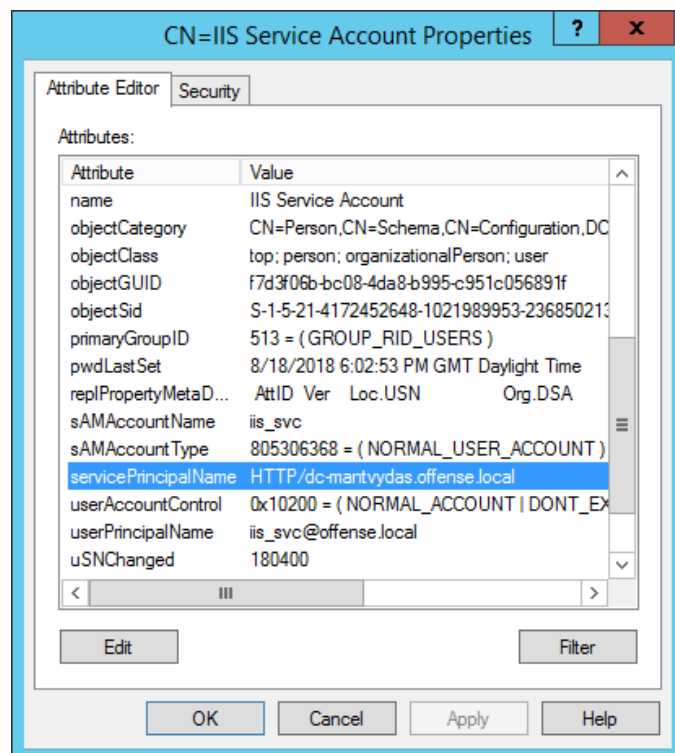 CN=IIS Service Account Properties ? x
Attribute Editor Security
Attributes:
Attribute Value
name IIS Service Account
objectCategory CN=Person,CN=Schema,CN=Configuration,DC
objectClass top; person; organizationalPerson; user
objectGUID f7d3f06b-bc08-4da8-b995-c951c056891f
objectSid S-1-5-21-4172452648-1021989953-236850213
primaryGroupID 513 = ( GROUP_RID_USERS )
pwdLastSet 8/18/2018 6:02:53 PM GMT Daylight Time
replPropertyMetaD... AttID Ver Loc.USN Org.DSA
sAMAccountName iis_svc
sAMAccountType 805306368 = ( NORMAL_USER_ACCOUNT )
servicePrincipalName HTTP/dc-mantvydas.offense.local
userAccountControl 0x10200 = ( NORMAL_ACCOUNT | DONT_EX
userPrincipalName iis_svc@offense.local
uSNChanged 180400
Edit Filter
OK Cancel Apply Help